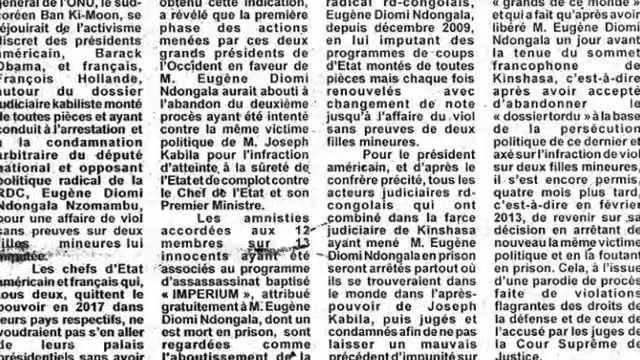 général de l'ONU, le sud-
coréen Ban Ki-Moon, se
réjouirait de l'activisme
discret des présidents
américain, Barack
Obama, et français,
François Hollande,
autour du dossier
judiciaire kabiliste monté
de toutes pièces et ayant
conduit à l'arrestation et
à la condamnation
arbitraire du député
national et opposant
politique radical de la
RDC, Eugène Diomi
Ndongala Nzomambu,
pour une affaire de viol
sans preuves sur deux
filles mineures lui
imputée.
Les chefs d'Etat
américain et français qui,
tous deux, quittent le
pouvoir en 2017 dans
leurs pays respectifs, ne
voudraient pas s'en aller
de leurs palais
présidentiels sans avoir
obtenu cette indication,
a révélé que la première
phase des actions
menées par ces deux
grands présidents de
l'Occident en faveur de
M. Eugène Diomi
Ndongala aurait abouti à
l'abandon du deuxième
procès ayant été intenté
contre la même victime
politique de M. Joseph
Kabila pour l'infraction
d'atteinte à la sûreté de
l'Etat et de complot contre
le Chef de l'Etat et son
Premier Ministre.
Les amnisties
accordées aux 12
membres sur 13
innocents ayant été
associés au programme
d'assassassinat baptisé
« IMPERIUM », attribué
gratuitement à M. Eugène
Diomi Ndongala, dont un
est mort en prison, sont
regardées comme
l'aboutissement de la
radical rd-congolais,
Eugène Diomi Ndongala,
depuis décembre 2009,
en lui imputant des
programmes de coups
d'Etat montés de toutes
pièces mais chaque fois
renouvelés avec
changement de note
jusqu'à l'affaire du viol
sans preuves de deux
filles mineures.
Pour le président
américain, et d'après le
confrère précité, tous les
acteurs judiciaires rd-
congolais qui ont
combiné dans la farce
judiciaire de Kinshasa
ayant mené M. Eugène
Diomi Ndongala en prison
seront arrêtés partout où
ils se trouveraient dans
le monde dans l'après-
pouvoir de Joseph
Kabila, puis jugés et
condamnés afin de ne pas
laisser un mauvais
précédent d'impunité sur
« grands de ce monde »
et qui a fait qu'après avoir
libéré M. Eugène Diomi
Ndongala un jour avant
la tenue du sommet
francophone de
Kinshasa, c'est-à-dire
après avoir accepté
d'abandonner le
« dossier tordu » à la base
de la persécution
politique de ce dernier et
axé sur l'infraction de viol
sur deux filles mineures,
il s'est encore permis,
quatre mois plus tard,
c'est-à-dire en février
2013, de revenir sur sa
décision en arrêtant de
nouveau la même victime
politique et en la foutant
en prison. Cela, à l'issue
d'une parodie de procès
faite de violations
flagrantes des droits de
la défense et de ceux de
l'accusé par les juges de
la Cour Suprême de
Justice.